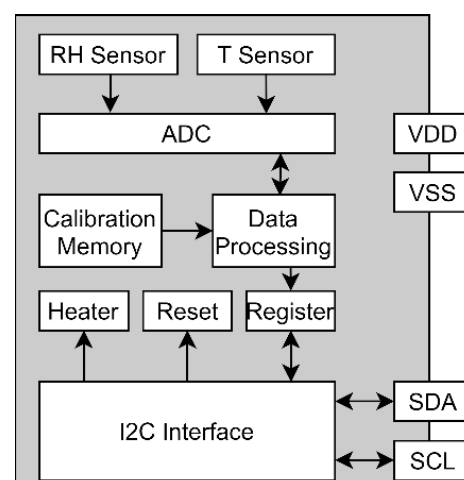 RH Sensor
T Sensor
ADC
VDD
VSS
Calibration
Memory
Data
Processing
Heater
Reset
Register
I2C Interface
SDA
SCL